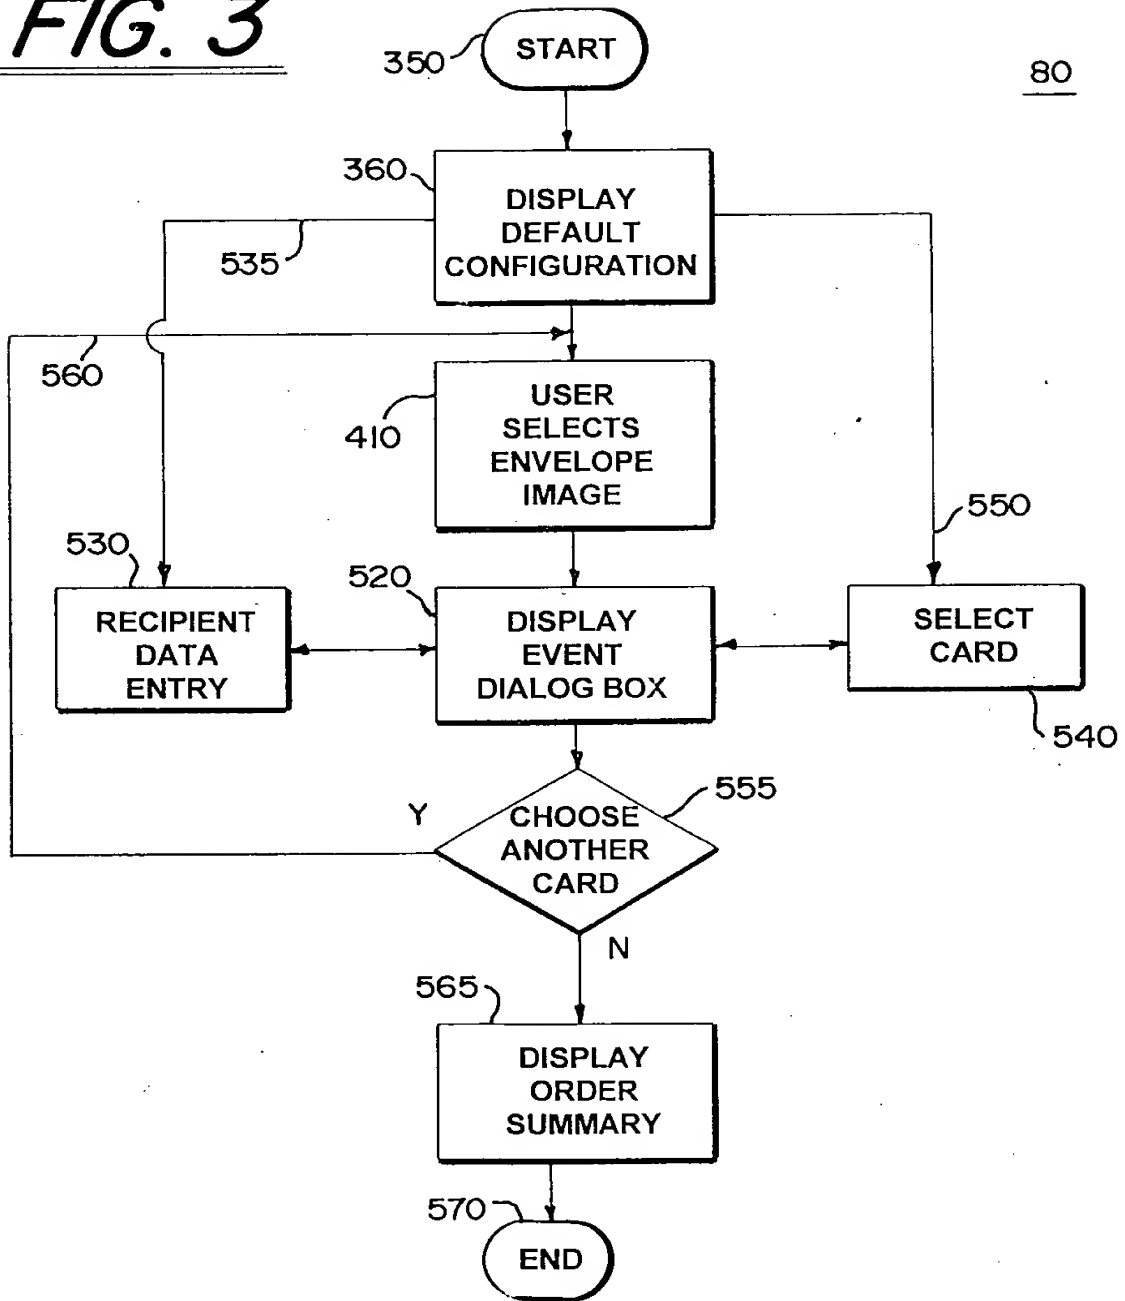 FIG. 3
350
START
80
360
DISPLAY
DEFAULT
CONFIGURATION
535
560
USER
SELECTS
ENVELOPE
IMAGE
410
550
530
520
RECIPIENT
DATA
ENTRY
DISPLAY
EVENT
DIALOG BOX
SELECT
CARD
540
555
Y
CHOOSE
ANOTHER
CARD
N
565
DISPLAY
ORDER
SUMMARY
570
END